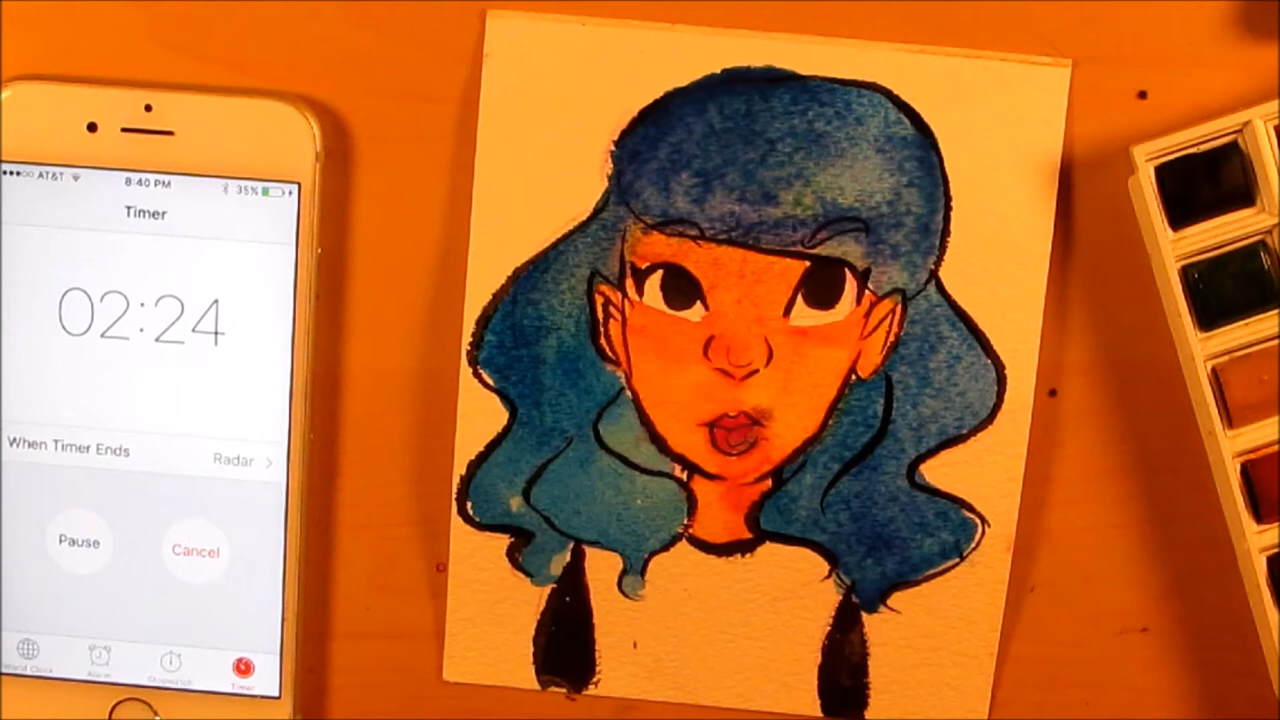 AT&T 8:40 PM 35%
Timer
02:24
When Timer Ends Radar
Pause Cancel
World Clock Alarm Stopwatch Timer